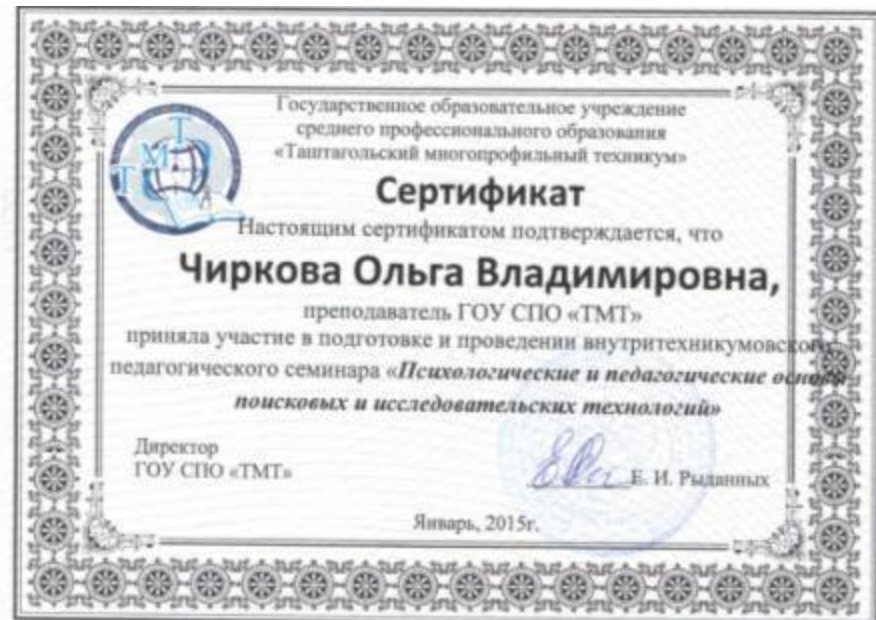 Государственное образовательное учреждение
среднего профессионального образования
«Таштагольский многопрофильный техникум»
Т М Т
А
Сертификат
Настоящим сертификатом подтверждается, что
Чиркова Ольга Владимировна,
преподаватель ГОУ СПО «ТМТ»
приняла участие в подготовке и проведении внутритехникумовского
педагогического семинара «Психологические и педагогические основы
поисковых и исследовательских технологий»
Директор
ГОУ СПО «ТМТ»
Е. И. Рыданных
Январь, 2015г.